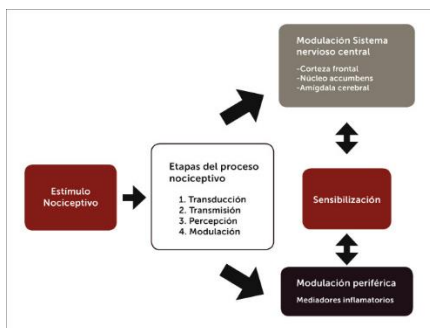 Modulación Sistema
nervioso central
-Corteza frontal
-Núcleo accumbens
-Amígdala cerebral
Etapas del proceso
nociceptivo
1. Transducción
2. Transmisión
3. Percepción
4. Modulación
Estímulo
Nociceptivo
Sensibilización
Modulación periférica
Mediadores inflamatorios